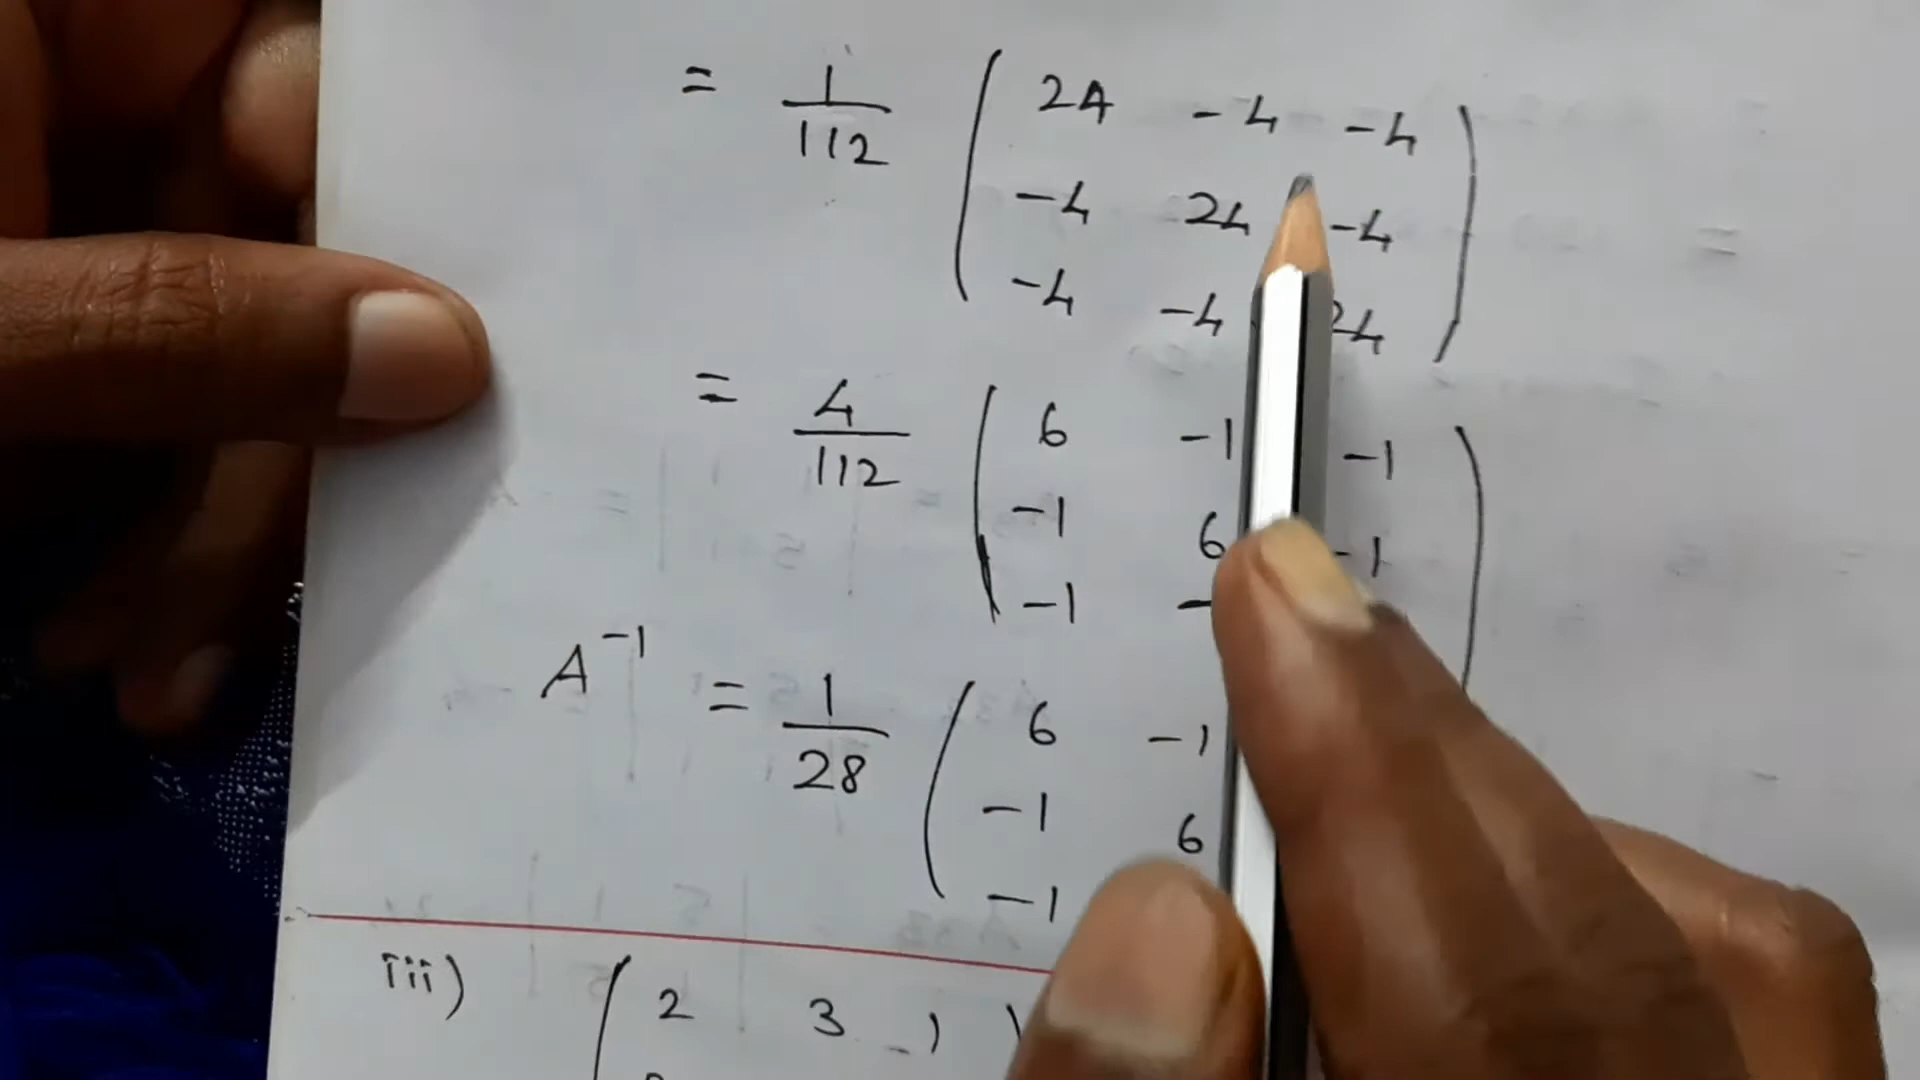 = 1/112 ( 24 -4 -4
-4 24 -4
-4 -4 24 )
= 4/112 ( 6 -1 -1
-1 6 -1
-1 - )
A⁻¹ = 1/28 ( 6 -1
-1 6
-1
iii) ( 2 3 -1 )